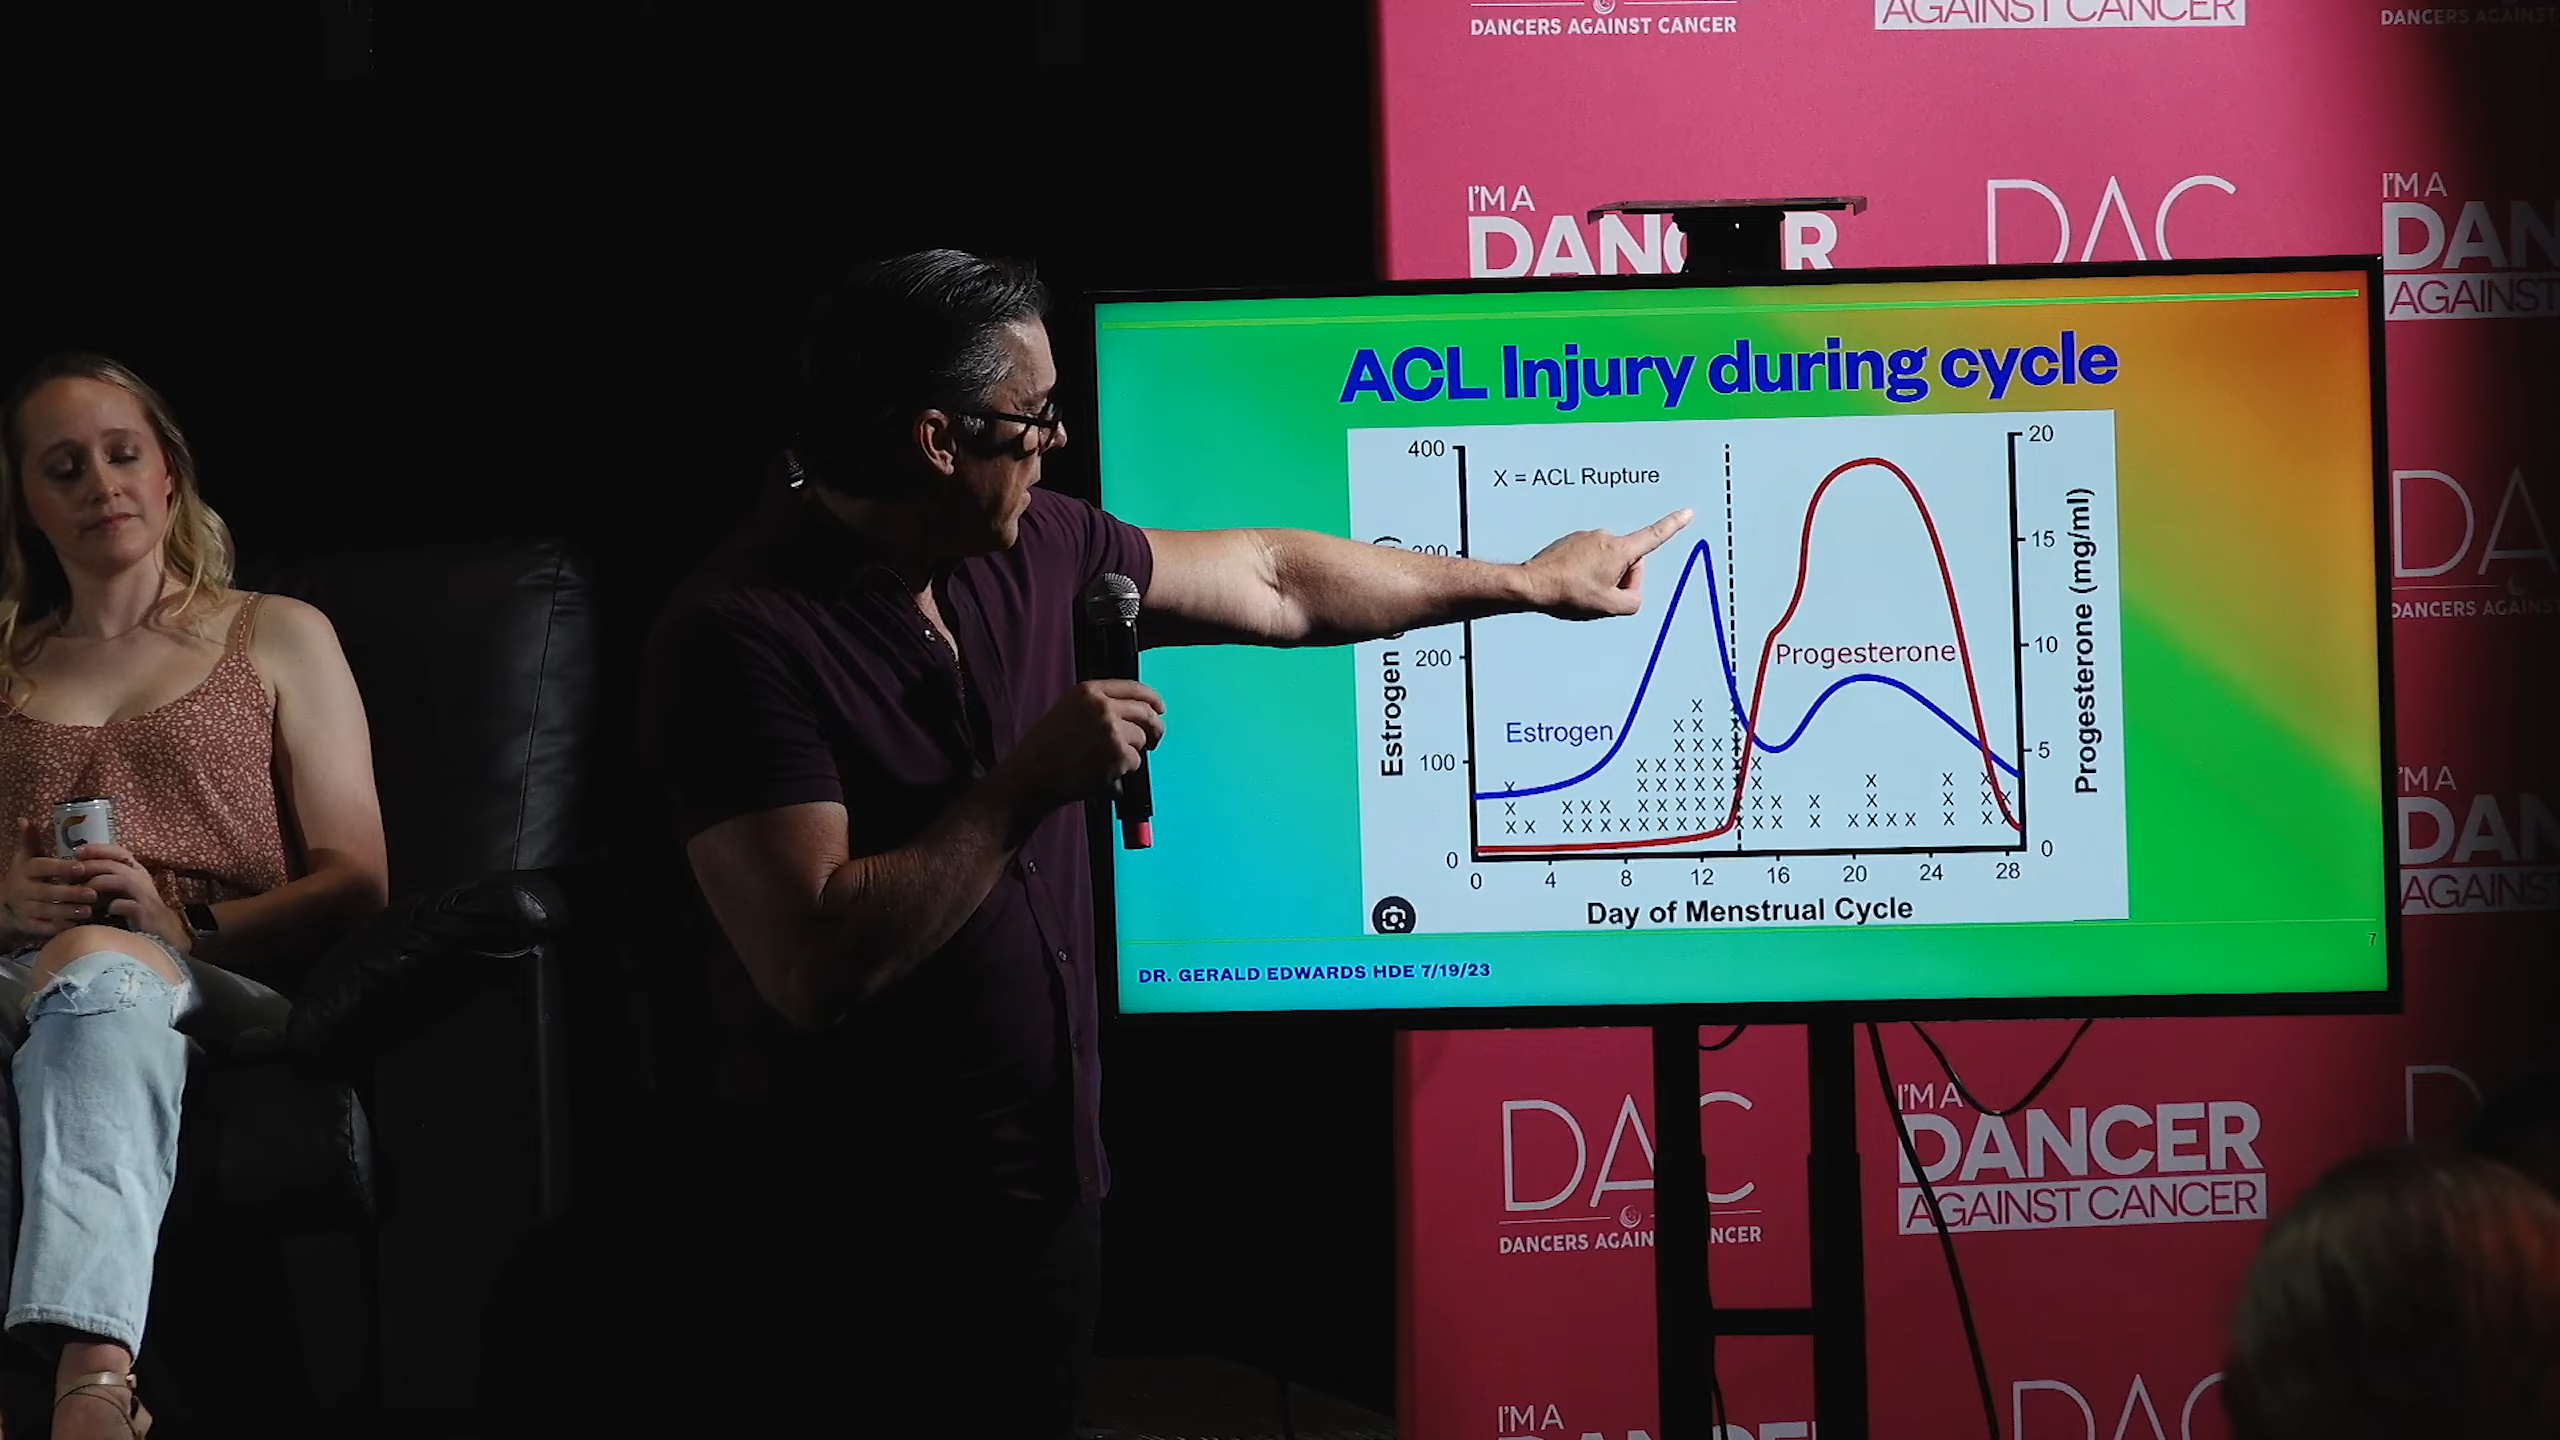 DANCERS AGAINST CANCER
AGAINST CANCER
DANCERS AGAINST
I'M A
DAC
I'M A
DAN
AGAINST
ACL Injury during cycle
X = ACL Rupture
400
200
100
0
Estrogen
Estrogen
Progesterone
20
15
10
5
0
Progesterone (mg/ml)
0 4 8 12 16 20 24 28
Day of Menstrual Cycle
DR. GERALD EDWARDS HDE 7/19/23
7
DA
DANCERS AGAINS
I'M A
DAN
AGAINS
DAC
DANCERS AGAIN NCER
I'M A
DANCER
AGAINST CANCER
I'M A
DAC